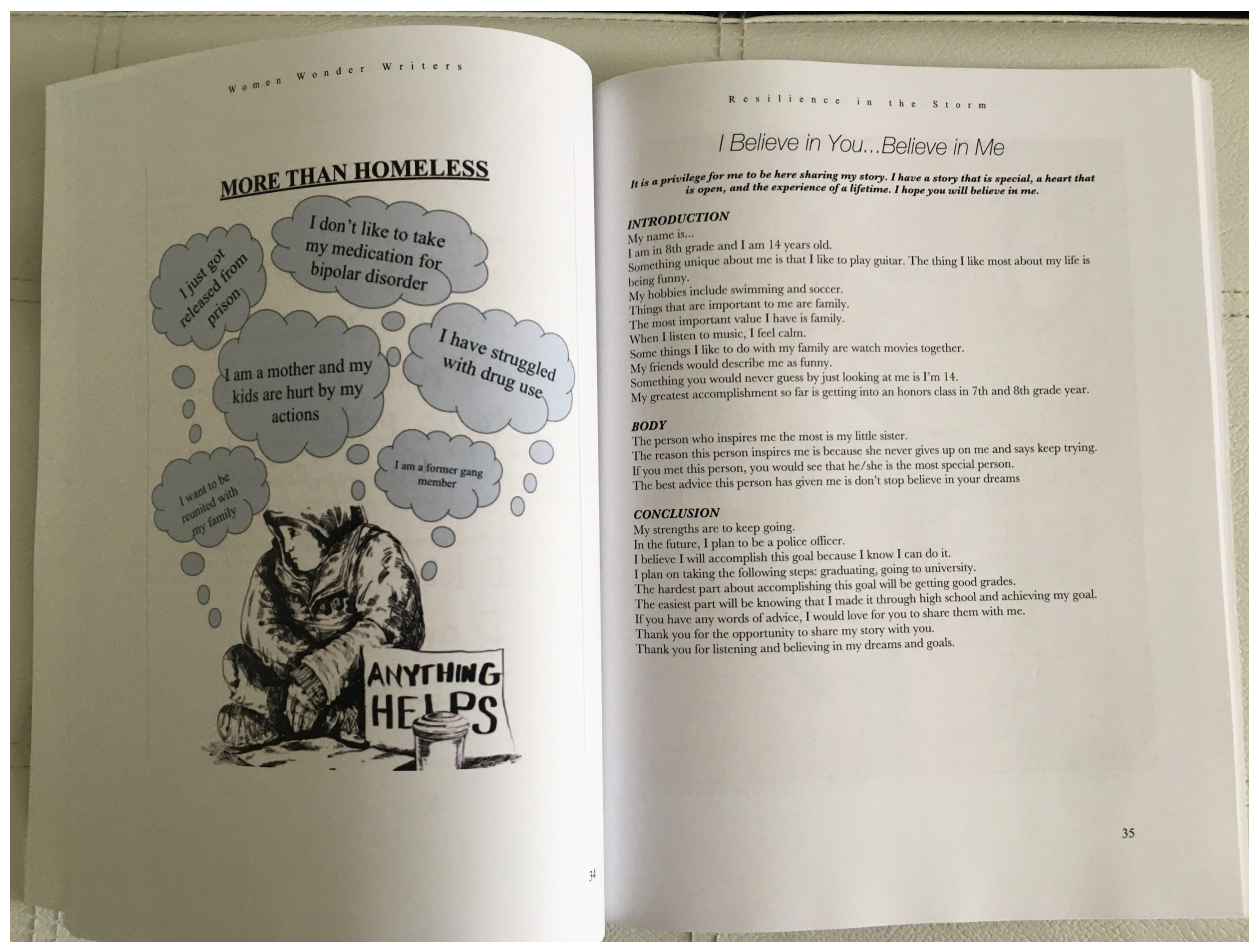 Women Wonder Writers
MORE THAN HOMELESS
I don't like to take
my medication for
bipolar disorder
I just got
released from
prison
I have struggled
with drug use
I am a mother and my
kids are hurt by my
actions
I am a former gang
member
I want to be
reunited with
my family
ANYTHING
HELPS
34
Resilience in the Storm
I Believe in You...Believe in Me
It is a privilege for me to be here sharing my story. I have a story that is special, a heart that
is open, and the experience of a lifetime. I hope you will believe in me.
INTRODUCTION
My name is...
I am in 8th grade and I am 14 years old.
Something unique about me is that I like to play guitar. The thing I like most about my life is
being funny.
My hobbies include swimming and soccer.
Things that are important to me are family.
The most important value I have is family.
When I listen to music, I feel calm.
Some things I like to do with my family are watch movies together.
My friends would describe me as funny.
Something you would never guess by just looking at me is I'm 14.
My greatest accomplishment so far is getting into an honors class in 7th and 8th grade year.
BODY
The person who inspires me the most is my little sister.
The reason this person inspires me is because she never gives up on me and says keep trying.
If you met this person, you would see that he/she is the most special person.
The best advice this person has given me is don't stop believe in your dreams
CONCLUSION
My strengths are to keep going.
In the future, I plan to be a police officer.
I believe I will accomplish this goal because I know I can do it.
I plan on taking the following steps: graduating, going to university.
The hardest part about accomplishing this goal will be getting good grades.
The easiest part will be knowing that I made it through high school and achieving my goal.
If you have any words of advice, I would love for you to share them with me.
Thank you for the opportunity to share my story with you.
Thank you for listening and believing in my dreams and goals.
35